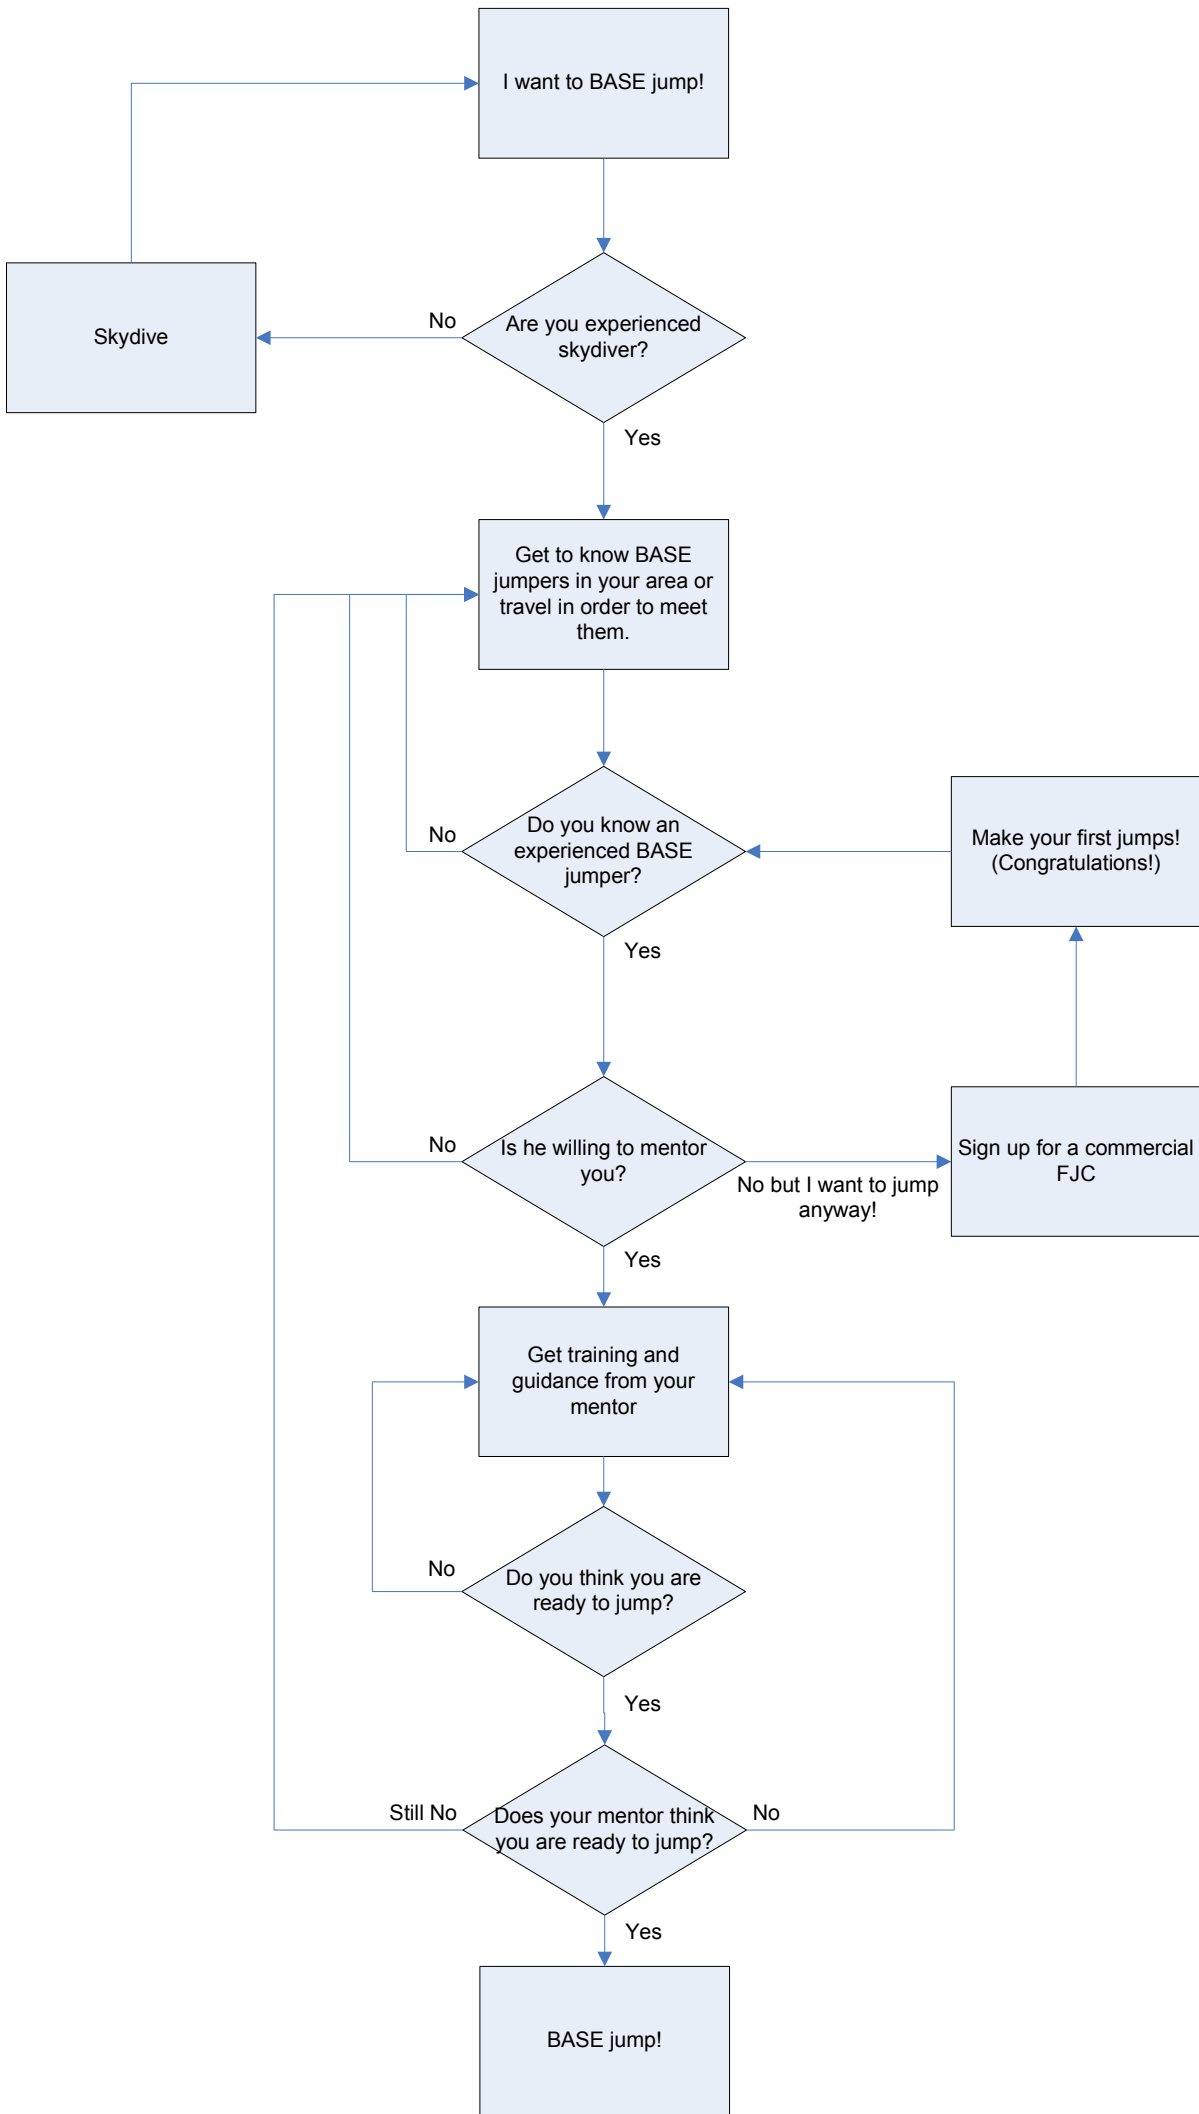 I want to BASE jump!
No
Are you experienced
skydiver?
Skydive
Yes
Get to know BASE
jumpers in your area or
travel in order to meet
them.
No
Do you know an
experienced BASE
jumper?
Make your first jumps!
(Congratulations!)
Yes
No
Is he willing to mentor
you?
No but I want to jump
anyway!
Sign up for a commercial
FJC
Yes
Get training and
guidance from your
mentor
No
Do you think you are
ready to jump?
Yes
Still No
Does your mentor think
you are ready to jump?
No
Yes
BASE jump!